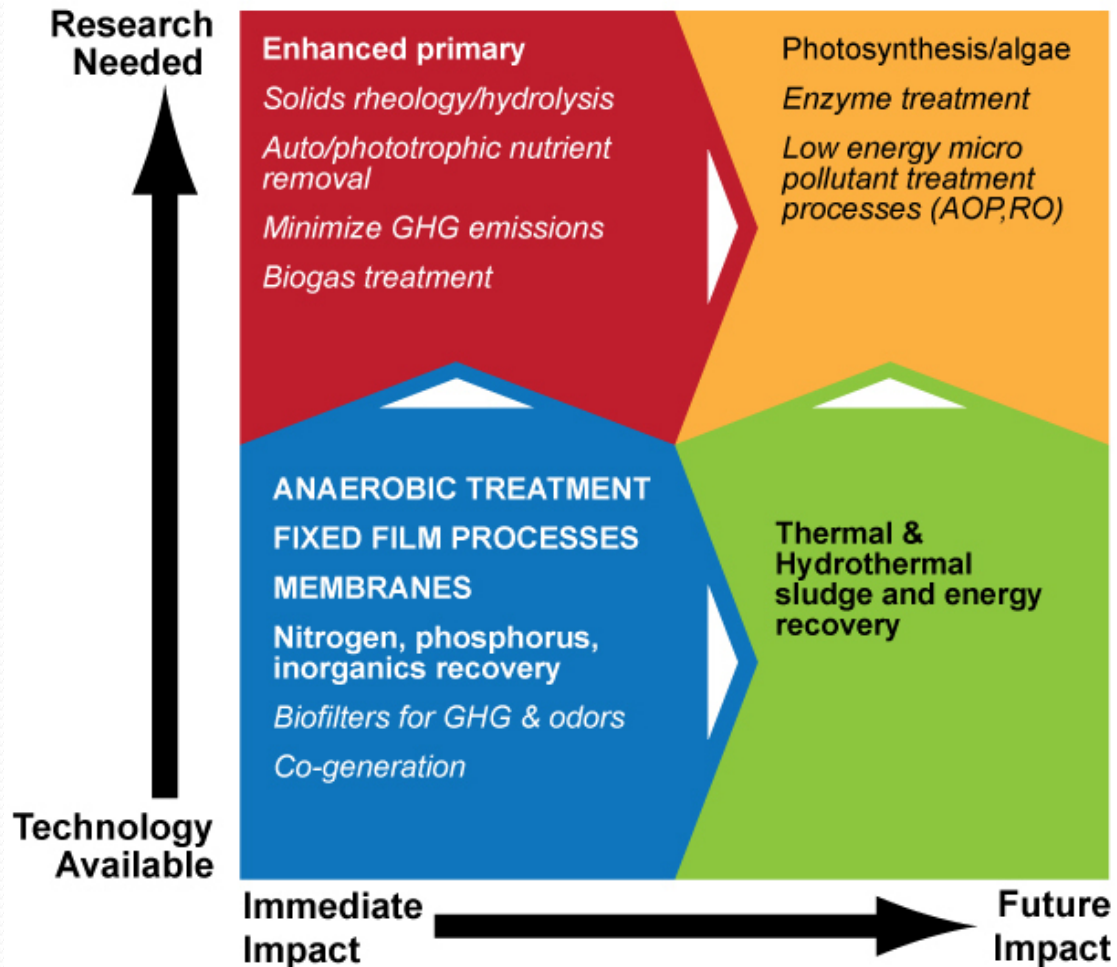 Research
Needed
Enhanced primary
Solids rheology/hydrolysis
Auto/phototrophic nutrient
removal
Minimize GHG emissions
Biogas treatment
Photosynthesis/algae
Enzyme treatment
Low energy micro
pollutant treatment
processes (AOP,RO)
ANAEROBIC TREATMENT
FIXED FILM PROCESSES
MEMBRANES
Nitrogen, phosphorus,
inorganics recovery
Biofilters for GHG & odors
Co-generation
Thermal &
Hydrothermal
sludge and energy
recovery
Technology
Available
Immediate
Impact
Future
Impact